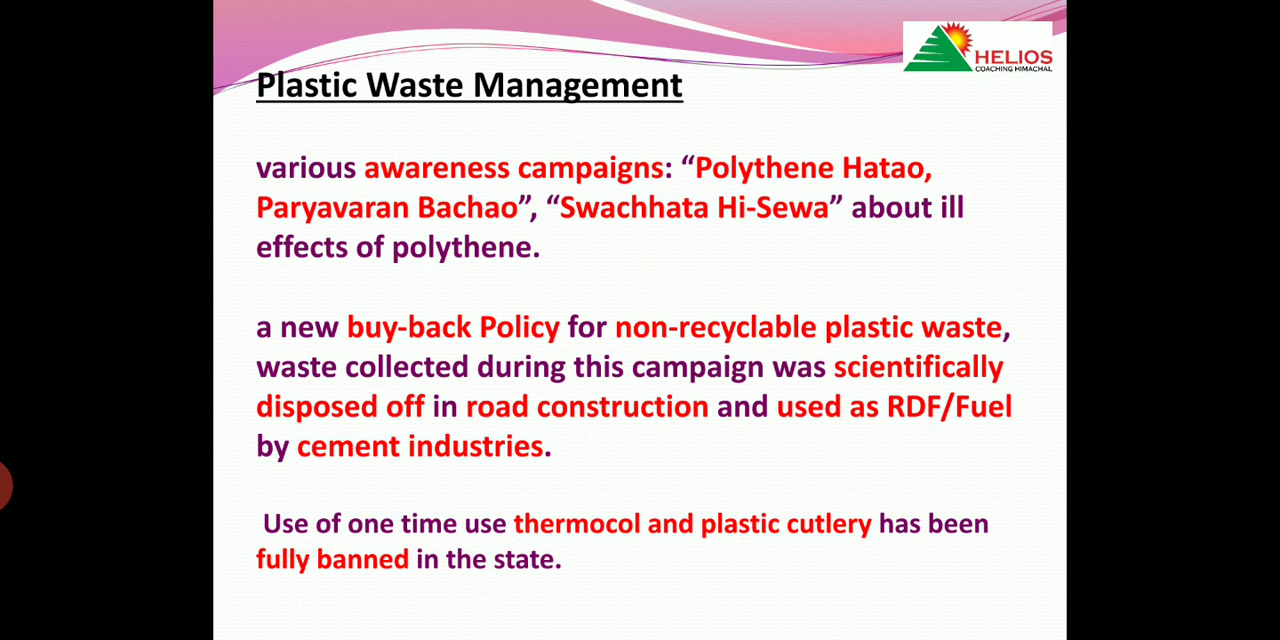 HELIOS
COACHING HIMACHAL
Plastic Waste Management
various awareness campaigns: “Polythene Hatao,
Paryavaran Bachao”, “Swachhata Hi-Sewa” about ill
effects of polythene.
a new buy-back Policy for non-recyclable plastic waste,
waste collected during this campaign was scientifically
disposed off in road construction and used as RDF/Fuel
by cement industries.
Use of one time use thermocol and plastic cutlery has been
fully banned in the state.